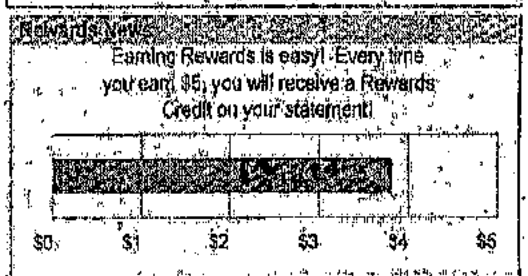 Rewards News
Earning Rewards is easy! Every time
you earn $5, you will receive a Rewards
Credit on your statement!
$0 $1 $2 $3 $4 $5